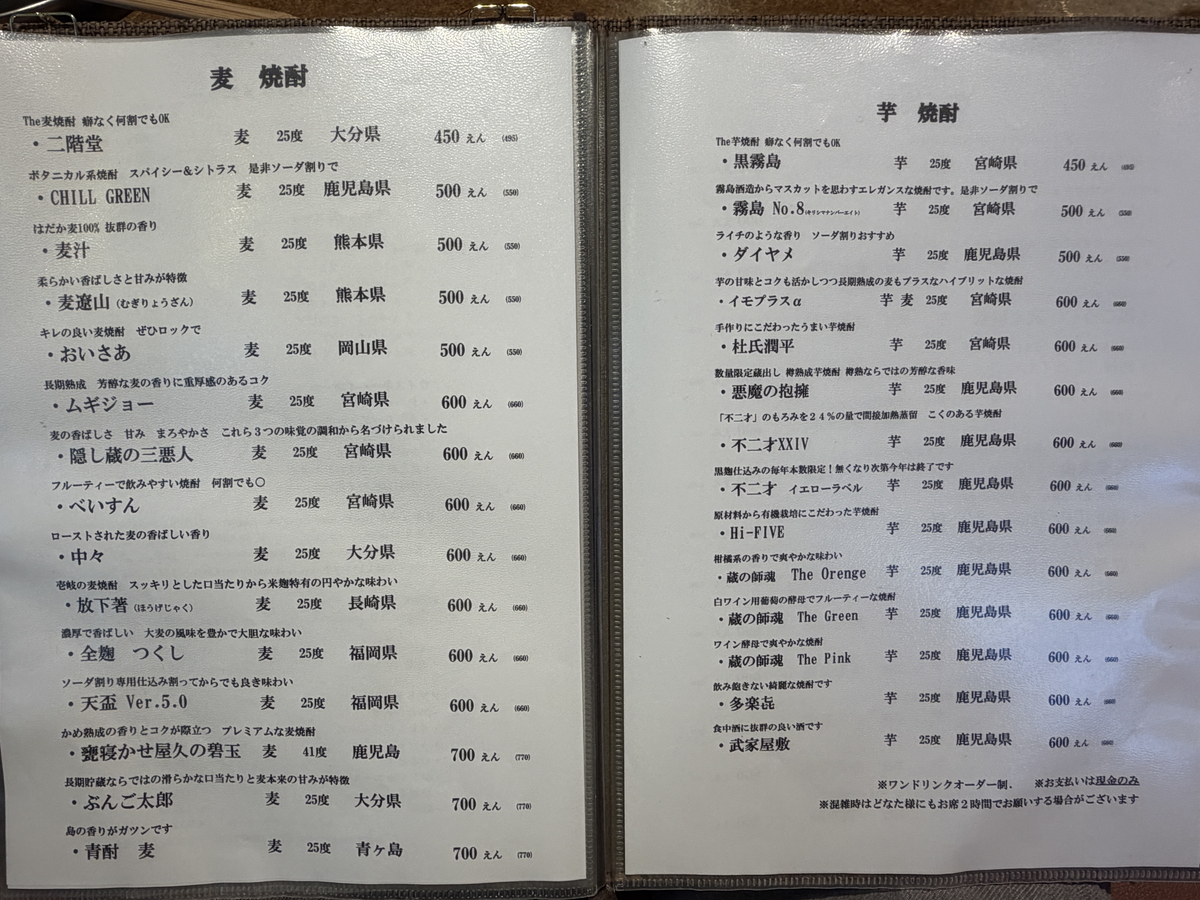 麦 焼酎
The麦焼酎 癖なく何割でもOK
・二階堂 麦 25度 大分県 450 えん (495)
ボタニカル系焼酎 スパイシー＆シトラス 是非ソーダ割りで
・CHILL GREEN 麦 25度 鹿児島県 500 えん (550)
はだか麦100% 抜群の香り
・麦汁 麦 25度 熊本県 500 えん (550)
柔らかい香ばしさと甘みが特徴
・麦遼山（むぎりょうざん） 麦 25度 熊本県 500 えん (550)
キレの良い麦焼酎 ぜひロックで
・おいさあ 麦 25度 岡山県 500 えん (550)
長期熟成 芳醇な麦の香りに重厚感のあるコク
・ムギジョー 麦 25度 宮崎県 600 えん (660)
麦の香ばしさ 甘み まろやかさ これら３つの味覚の調和から名づけられました
・隠し蔵の三悪人 麦 25度 宮崎県 600 えん (660)
フルーティーで飲みやすい焼酎 何割でも〇
・べいすん 麦 25度 宮崎県 600 えん (660)
ローストされた麦の香ばしい香り
・中々 麦 25度 大分県 600 えん (660)
壱岐の麦焼酎 スッキリとした口当たりから米麹特有の円やかな味わい
・放下著（ほうげじゃく） 麦 25度 長崎県 600 えん (660)
濃厚で香ばしい 大麦の風味を豊かで大胆な味わい
・全麹 つくし 麦 25度 福岡県 600 えん (660)
ソーダ割り専用仕込み割ってからでも良き味わい
・天盃 Ver.5.0 麦 25度 福岡県 600 えん (660)
かめ熟成の香りとコクが際立つ プレミアムな麦焼酎
・甕寝かせ屋久の碧玉 麦 41度 鹿児島 700 えん (770)
長期貯蔵ならではの滑らかな口当たりと麦本来の甘みが特徴
・ぶんご太郎 麦 25度 大分県 700 えん (770)
島の香りがガツンです
・青酎 麦 麦 25度 青ヶ島 700 えん (770)
芋 焼酎
The芋焼酎 癖なく何割でもOK
・黒霧島 芋 25度 宮崎県 450 えん (495)
霧島酒造からマスカットを思わすエレガンスな焼酎です。是非ソーダ割りで
・霧島 No.8（キリシマナンバーエイト） 芋 25度 宮崎県 500 えん (550)
ライチのような香り ソーダ割りおすすめ
・ダイヤメ 芋 25度 鹿児島県 500 えん (550)
芋の甘味とコクも活かしつつ長期熟成の麦もプラスなハイブリットな焼酎
・イモプラスα 芋 麦 25度 宮崎県 600 えん (660)
手作りにこだわったうまい芋焼酎
・杜氏潤平 芋 25度 宮崎県 600 えん (660)
数量限定蔵出し 樽熟成芋焼酎 樽熟ならではの芳醇な香味
・悪魔の抱擁 芋 25度 鹿児島県 600 えん (660)
「不二才」のもろみを２４％の量で間接加熱蒸留 こくのある芋焼酎
・不二才XXIV 芋 25度 鹿児島県 600 えん (660)
黒麹仕込みの毎年本数限定！無くなり次第今年は終了です
・不二才 イエローラベル 芋 25度 鹿児島県 600 えん (660)
原材料から有機栽培にこだわった芋焼酎
・Hi-FIVE 芋 25度 鹿児島県 600 えん (660)
柑橘系の香りで爽やかな味わい
・蔵の師魂 The Orenge 芋 25度 鹿児島県 600 えん (660)
白ワイン用葡萄の酵母でフルーティーな焼酎
・蔵の師魂 The Green 芋 25度 鹿児島県 600 えん (660)
ワイン酵母で爽やかな焼酎
・蔵の師魂 The Pink 芋 25度 鹿児島県 600 えん (660)
飲み飽きない綺麗な焼酎です
・多楽㐂 芋 25度 鹿児島県 600 えん (660)
食中酒に抜群の良い酒です
・武家屋敷 芋 25度 鹿児島県 600 えん (660)
※ワンドリンクオーダー制． ※お支払いは現金のみ
※混雑時はどなた様にもお席２時間でお願いする場合がございます